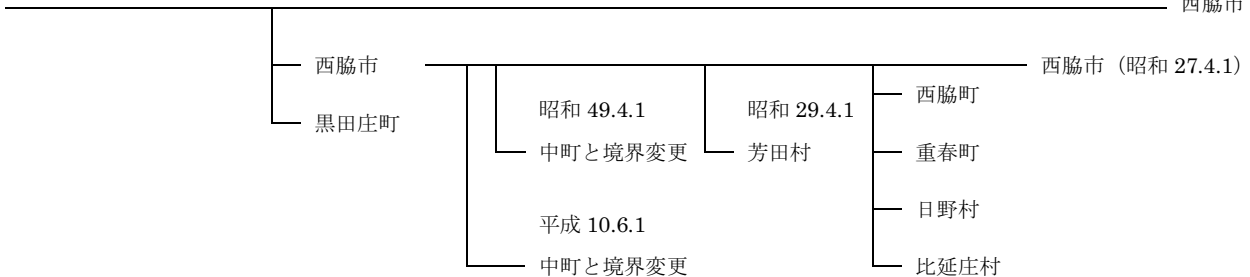 西脇市
西脇市
西脇市（昭和 27.4.1）
西脇町
昭和 49.4.1
昭和 29.4.1
黒田庄町
中町と境界変更
芳田村
重春町
日野村
平成 10.6.1
中町と境界変更
比延庄村